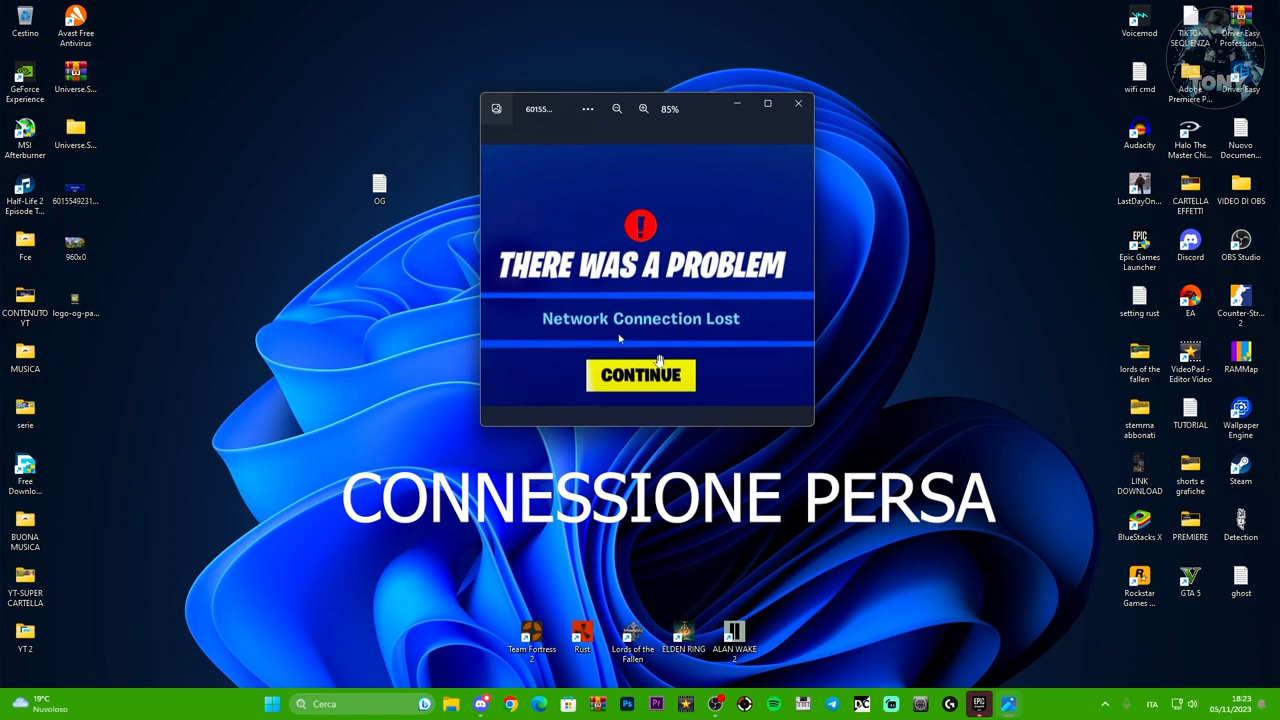 Cestino
Avast Free
Antivirus
GeForce
Experience
Universe.S...
MSI
Afterburner
Universe.S...
Half-Life 2
Episode T...
6015549231...
Fce
960x0
CONTENUTO
YT
logo-og-pa...
MUSICA
serie
Free
Downlo...
BUONA
MUSICA
YT-SUPER
CARTELLA
YT 2
OG
60155...
85%
THERE WAS A PROBLEM
Network Connection Lost
CONTINUE
CONNESSIONE PERSA
Team Fortress
2
Rust
Lords of the
Fallen
ELDEN RING
ALAN WAKE
2
Voicemod
TIKTOK
SEQUENZA
Driver Easy
Profession...
TONY
wifi cmd
Adobe
Premiere P...
Driver Easy
Audacity
Halo The
Master Chi...
Nuovo
Documen...
LastDayOn...
CARTELLA
EFFETTI
VIDEO DI OBS
Epic Games
Launcher
Discord
OBS Studio
setting rust
EA
Counter-Str...
2
lords of the
fallen
VideoPad -
Editor Video
RAMMap
stemma
abbonati
TUTORIAL
Wallpaper
Engine
LINK
DOWNLOAD
shorts e
grafiche
Steam
BlueStacks X
PREMIERE
Detection
Rockstar
Games ...
GTA 5
ghost
19°C
Nuvoloso
Cerca
ITA
18:23
05/11/2023